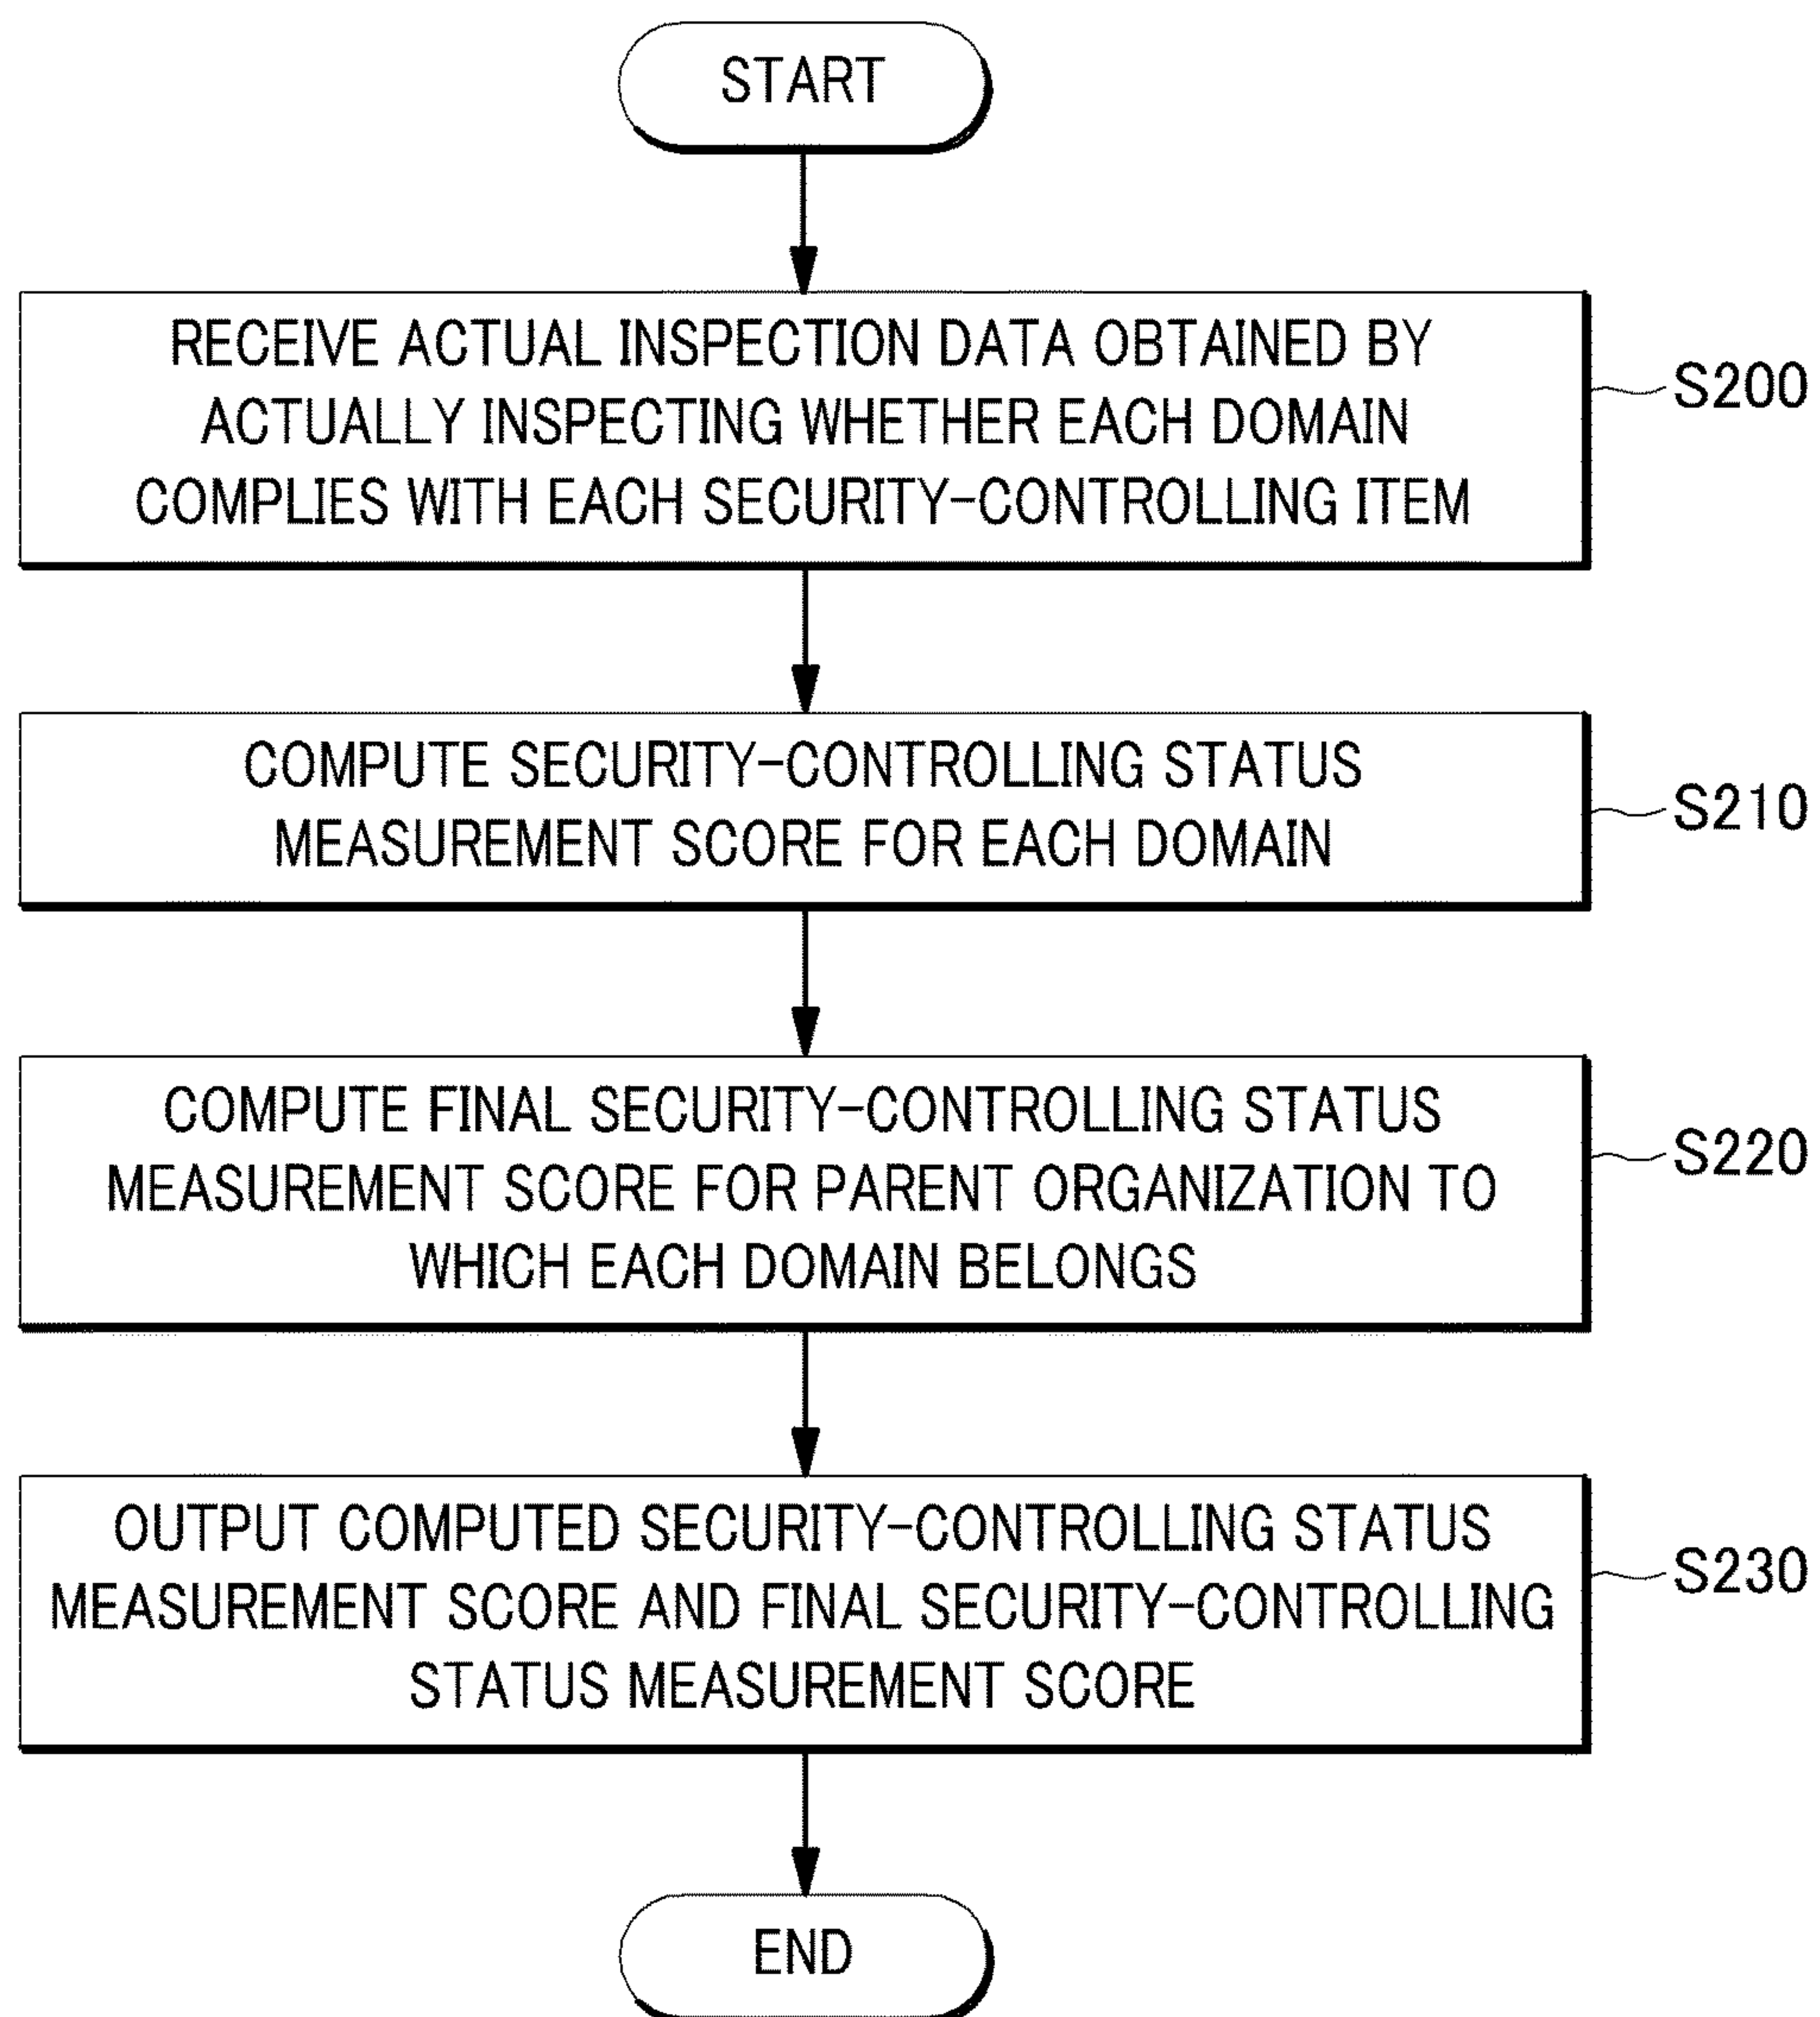 START
RECEIVE ACTUAL INSPECTION DATA OBTAINED BY
ACTUALLY INSPECTING WHETHER EACH DOMAIN
COMPLIES WITH EACH SECURITY-CONTROLLING ITEM
S200
COMPUTE SECURITY-CONTROLLING STATUS
MEASUREMENT SCORE FOR EACH DOMAIN
S210
COMPUTE FINAL SECURITY-CONTROLLING STATUS
MEASUREMENT SCORE FOR PARENT ORGANIZATION TO
WHICH EACH DOMAIN BELONGS
S220
OUTPUT COMPUTED SECURITY-CONTROLLING STATUS
MEASUREMENT SCORE AND FINAL SECURITY-CONTROLLING
STATUS MEASUREMENT SCORE
S230
END